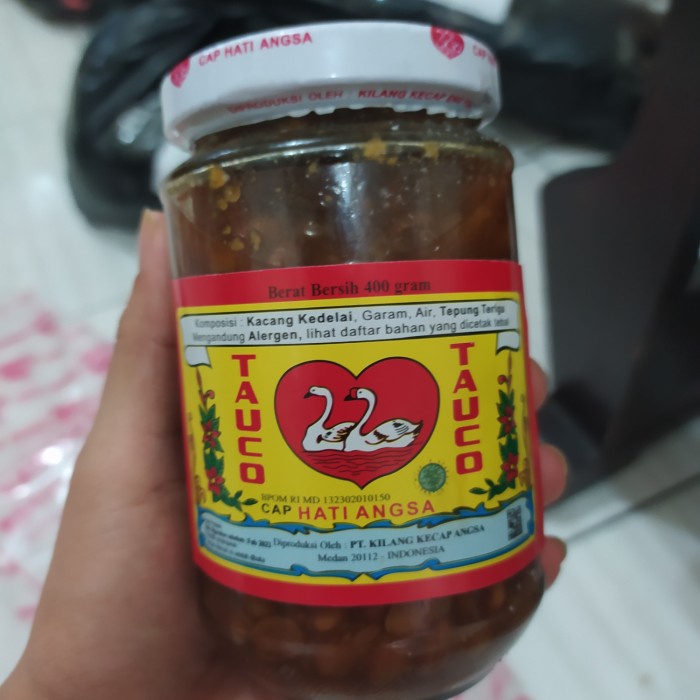 CAP HATI ANGSA
CAP HATI
DIPRODUKSI OLEH : KILANG KECAP
Berat Bersih 400 gram
Komposisi : Kacang Kedelai, Garam, Air, Tepung Terigu
Mengandung Alergen, lihat daftar bahan yang dicetak tebal
TAUCO
TAUCO
BPOM RI MD 132302010150
CAP HATI ANGSA
Diproduksi Oleh : PT. KILANG KECAP ANGSA
Medan 20112 - INDONESIA